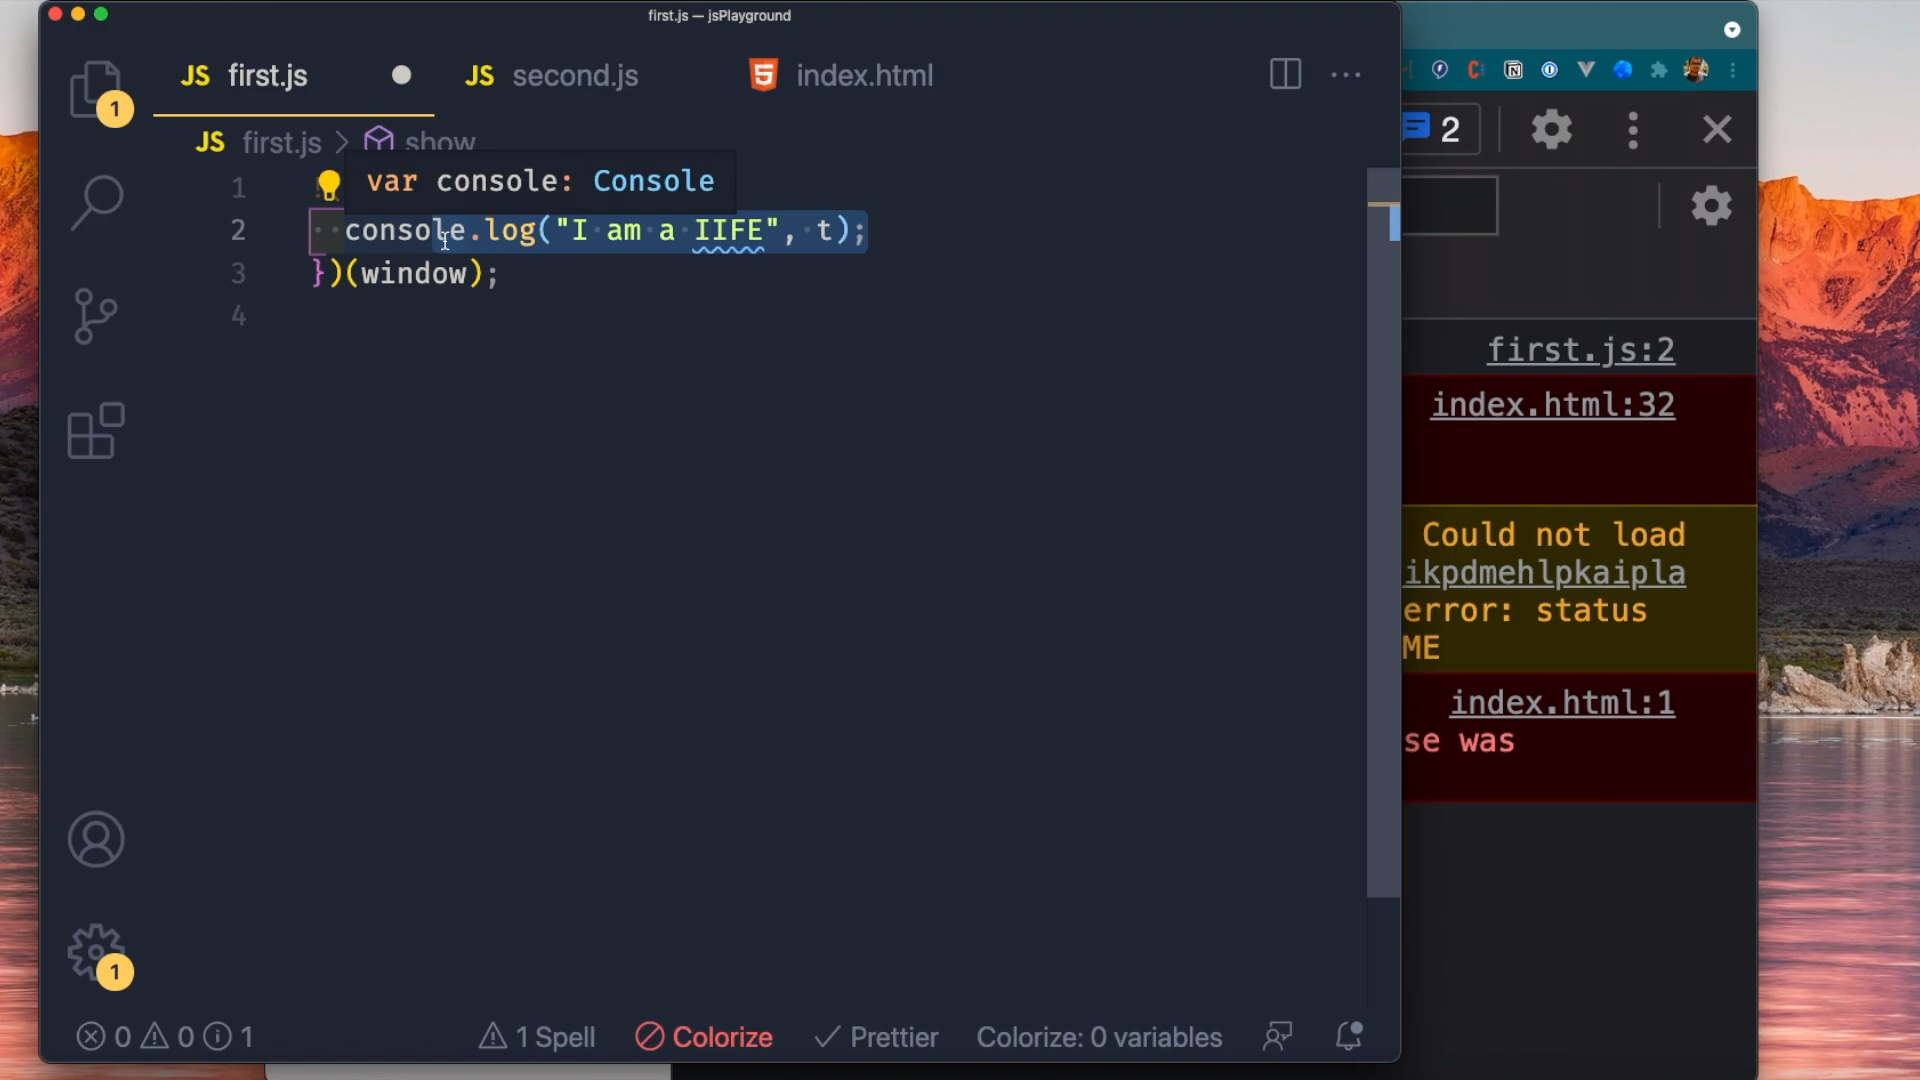 first.js — jsPlayground
JS first.js
JS second.js
index.html
1
JS first.js > show
var console: Console
1
2 console.log("I am a IIFE", t);
3 })(window);
4
1
0 0 1
1 Spell
Colorize
Prettier
Colorize: 0 variables
2
first.js:2
index.html:32
Could not load
ikpdmehlpkaipla
error: status
ME
index.html:1
se was